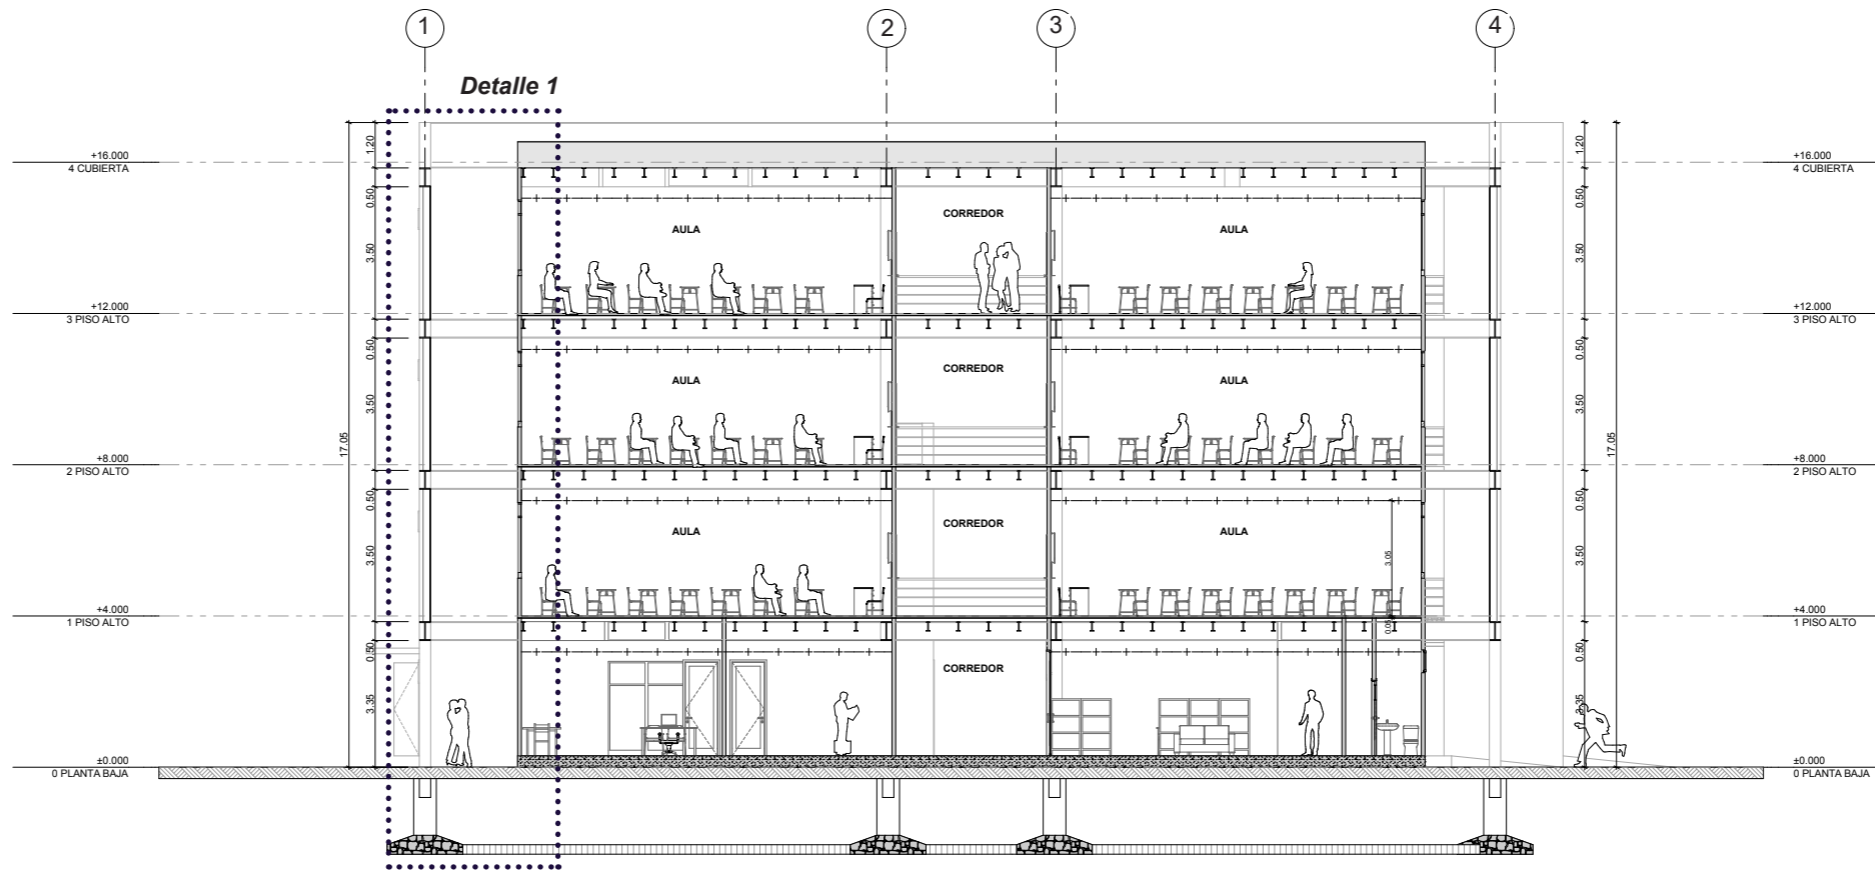 1 2 3 4
Detalle 1
+16.000
4 CUBIERTA
+12.000
3 PISO ALTO
+8.000
2 PISO ALTO
+4.000
1 PISO ALTO
±0.000
0 PLANTA BAJA
17.05
1.20
0.50
3.50
0.50
3.50
0.50
3.50
0.50
3.35
AULA CORREDOR AULA
AULA CORREDOR AULA
AULA CORREDOR AULA
3.05
CORREDOR
1.20
0.50
3.50
0.50
3.50
0.50
3.50
0.50
3.35
17.05
+16.000
4 CUBIERTA
+12.000
3 PISO ALTO
+8.000
2 PISO ALTO
+4.000
1 PISO ALTO
±0.000
0 PLANTA BAJA